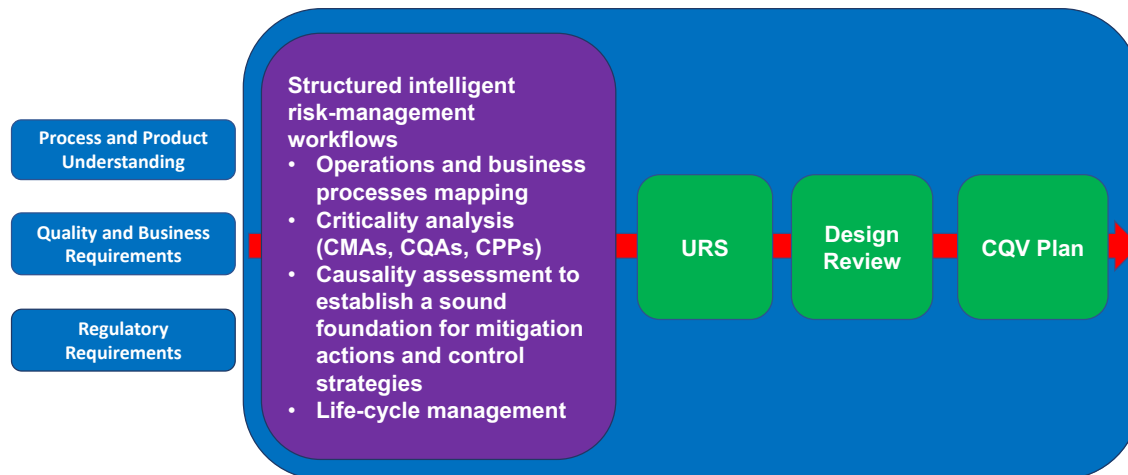 Process and Product
Understanding
Quality and Business
Requirements
Regulatory
Requirements
Structured intelligent
risk-management
workflows
• Operations and business
processes mapping
• Criticality analysis
(CMAs, CQAs, CPPs)
• Causality assessment to
establish a sound
foundation for mitigation
actions and control
strategies
• Life-cycle management
URS
Design
Review
CQV Plan